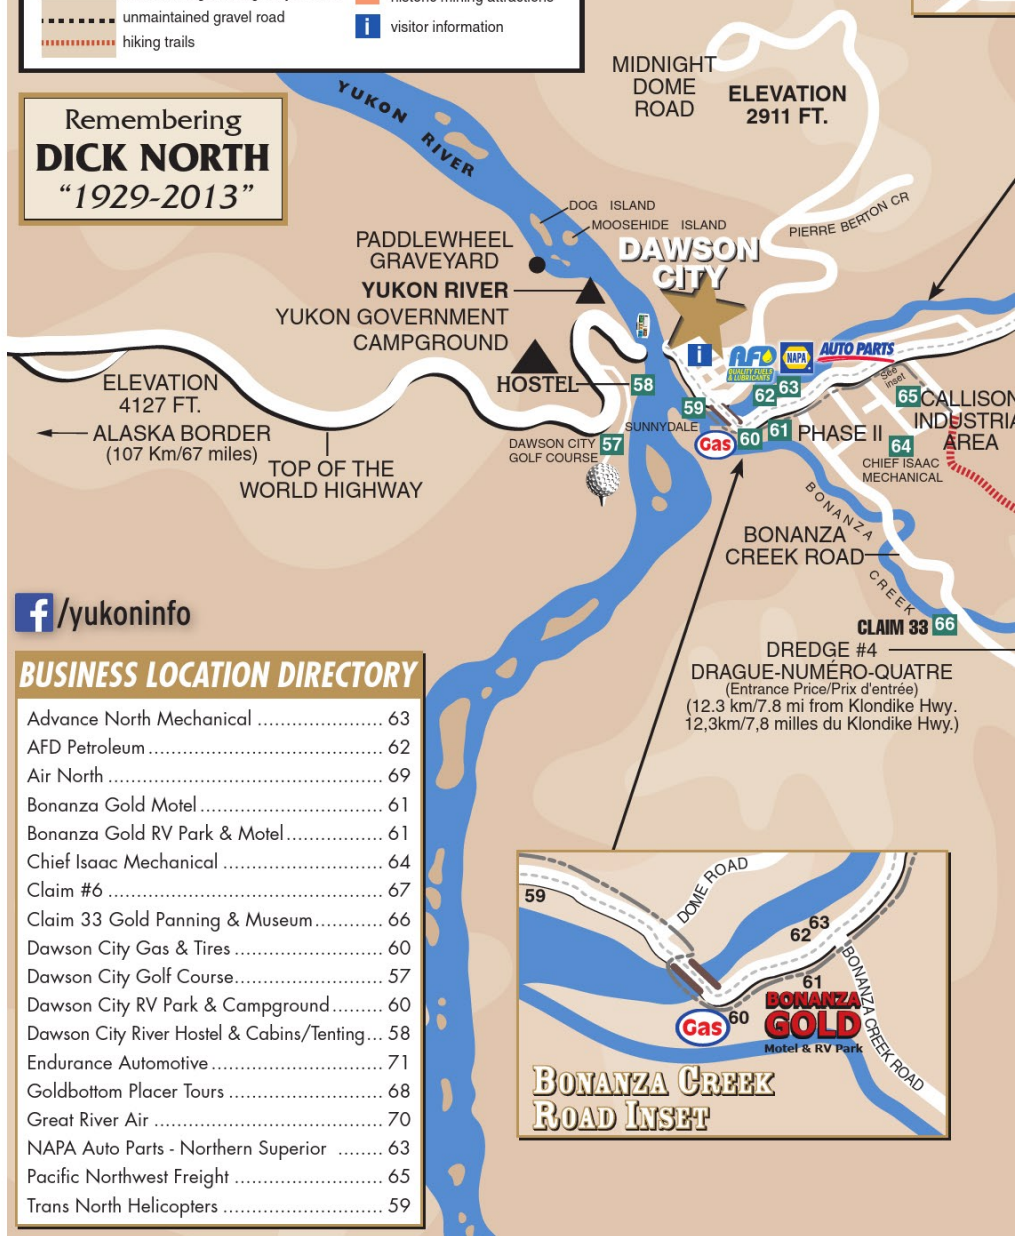 unmaintained gravel road
hiking trails
visitor information
Remembering
DICK NORTH
“1929-2013”
YUKON RIVER
MIDNIGHT
DOME
ROAD
ELEVATION
2911 FT.
DOG ISLAND
MOOSEHIDE ISLAND
PIERRE BERTON CR
PADDLEWHEEL
GRAVEYARD
DAWSON
CITY
YUKON RIVER
YUKON GOVERNMENT
CAMPGROUND
HOSTEL
58
i
AFD
QUALITY FUELS
& LUBRICANTS
NAPA
AUTO PARTS
62
63
See
inset
59
SUNNYDALE
Gas
60
61
PHASE II
65
CALLISON
INDUSTRIA
AREA
64
CHIEF ISAAC
MECHANICAL
ELEVATION
4127 FT.
ALASKA BORDER
(107 Km/67 miles)
TOP OF THE
WORLD HIGHWAY
DAWSON CITY
GOLF COURSE
57
BONANZA
CREEK
BONANZA
CREEK ROAD
CLAIM 33
66
DREDGE #4
DRAGUE-NUMÉRO-QUATRE
(Entrance Price/Prix d'entrée)
(12.3 km/7.8 mi from Klondike Hwy.
12,3km/7,8 milles du Klondike Hwy.)
f/yukoninfo
BUSINESS LOCATION DIRECTORY
Advance North Mechanical ...................... 63
AFD Petroleum ......................................... 62
Air North ................................................ 69
Bonanza Gold Motel ................................ 61
Bonanza Gold RV Park & Motel ................. 61
Chief Isaac Mechanical ............................ 64
Claim #6 ................................................ 67
Claim 33 Gold Panning & Museum ............ 66
Dawson City Gas & Tires .......................... 60
Dawson City Golf Course .......................... 57
Dawson City RV Park & Campground ......... 60
Dawson City River Hostel & Cabins/Tenting ... 58
Endurance Automotive .............................. 71
Goldbottom Placer Tours ........................... 68
Great River Air ........................................ 70
NAPA Auto Parts - Northern Superior ........ 63
Pacific Northwest Freight .......................... 65
Trans North Helicopters ............................ 59
59
DOME ROAD
62
63
BONANZA CREEK ROAD
61
BONANZA
GOLD
Motel & RV Park
Gas
60
BONANZA CREEK
ROAD INSET